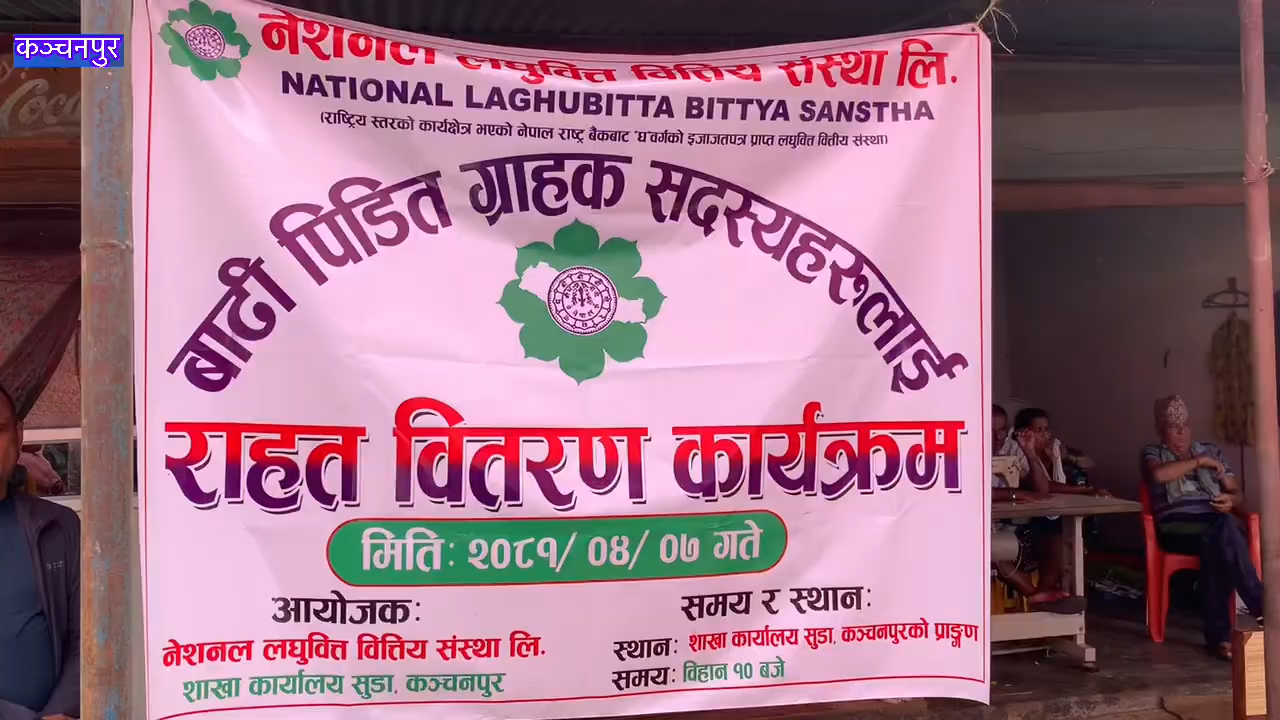 कञ्चनपुर
Coc
नेशनल लघुवित्त वित्तिय संस्था लि.
NATIONAL LAGHUBITTA BITTYA SANSTHA
(राष्ट्रिय स्तरको कार्यक्षेत्र भएको नेपाल राष्ट्र बैंकबाट "घ"वर्गको इजाजतपत्र प्राप्त लघुवित्त वित्तीय संस्था)
बाढी पिडित ग्राहक सदस्यहरूलाई
राहत वितरण कार्यक्रम
मिति: २०८१/ ०४/ ०७ गते
आयोजक:
नेशनल लघुवित्त वित्तिय संस्था लि.
शाखा कार्यालय सुडा, कञ्चनपुर
समय र स्थान:
स्थान: शाखा कार्यालय सुडा, कञ्चनपुरको प्राङ्गण
समय: विहान १० बजे